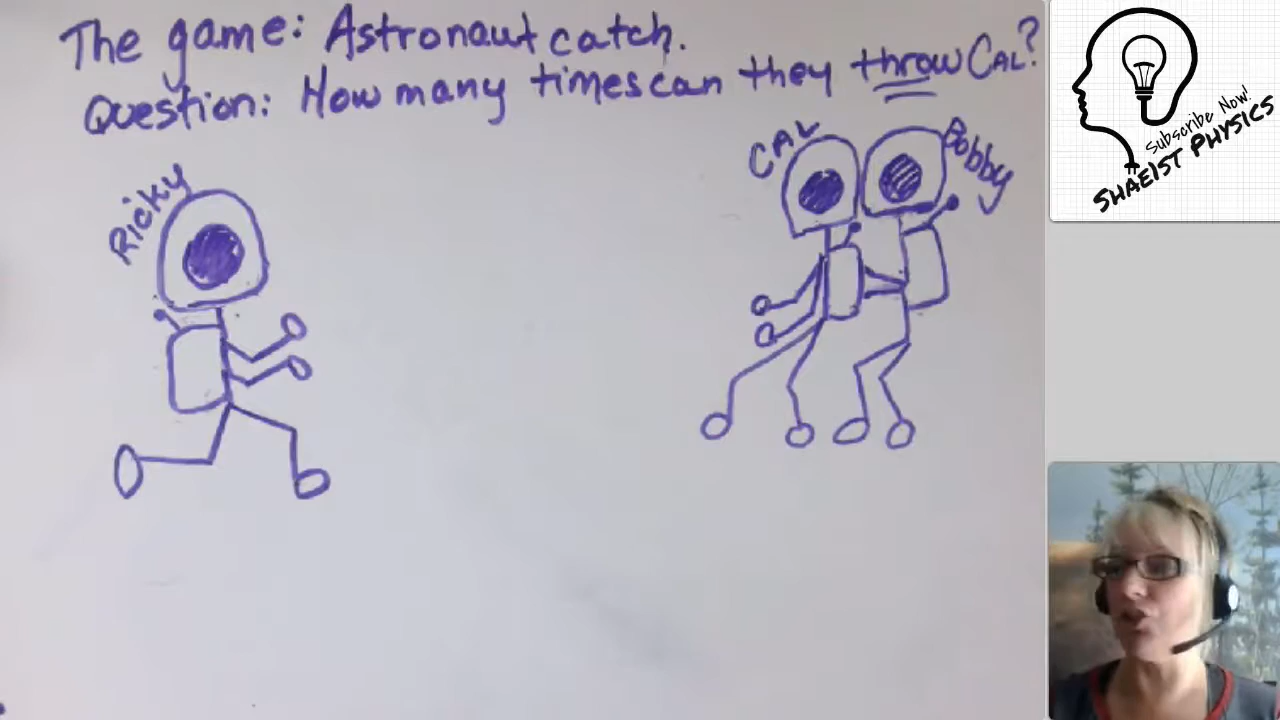 The game: Astronaut catch.
Question: How many times can they throw CAL?
Ricky
CAL
Bobby
Subscribe Now!
SHAEIST PHYSICS